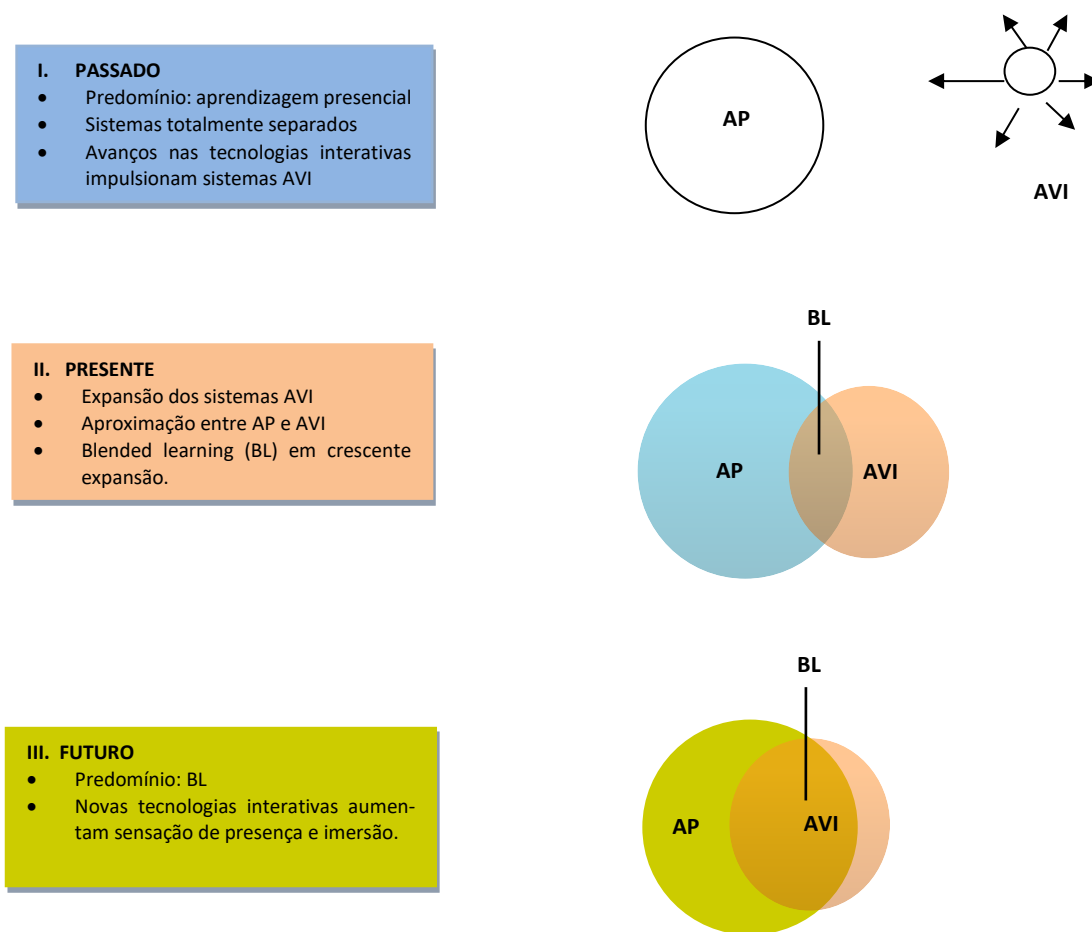 I. PASSADO
• Predomínio: aprendizagem presencial
• Sistemas totalmente separados
• Avanços nas tecnologias interativas
impulsionam sistemas AVI
AP
AVI
BL
II. PRESENTE
• Expansão dos sistemas AVI
• Aproximação entre AP e AVI
• Blended learning (BL) em crescente
expansão.
AP
AVI
BL
III. FUTURO
• Predomínio: BL
• Novas tecnologias interativas aumen-
tam sensação de presença e imersão.
AP
AVI